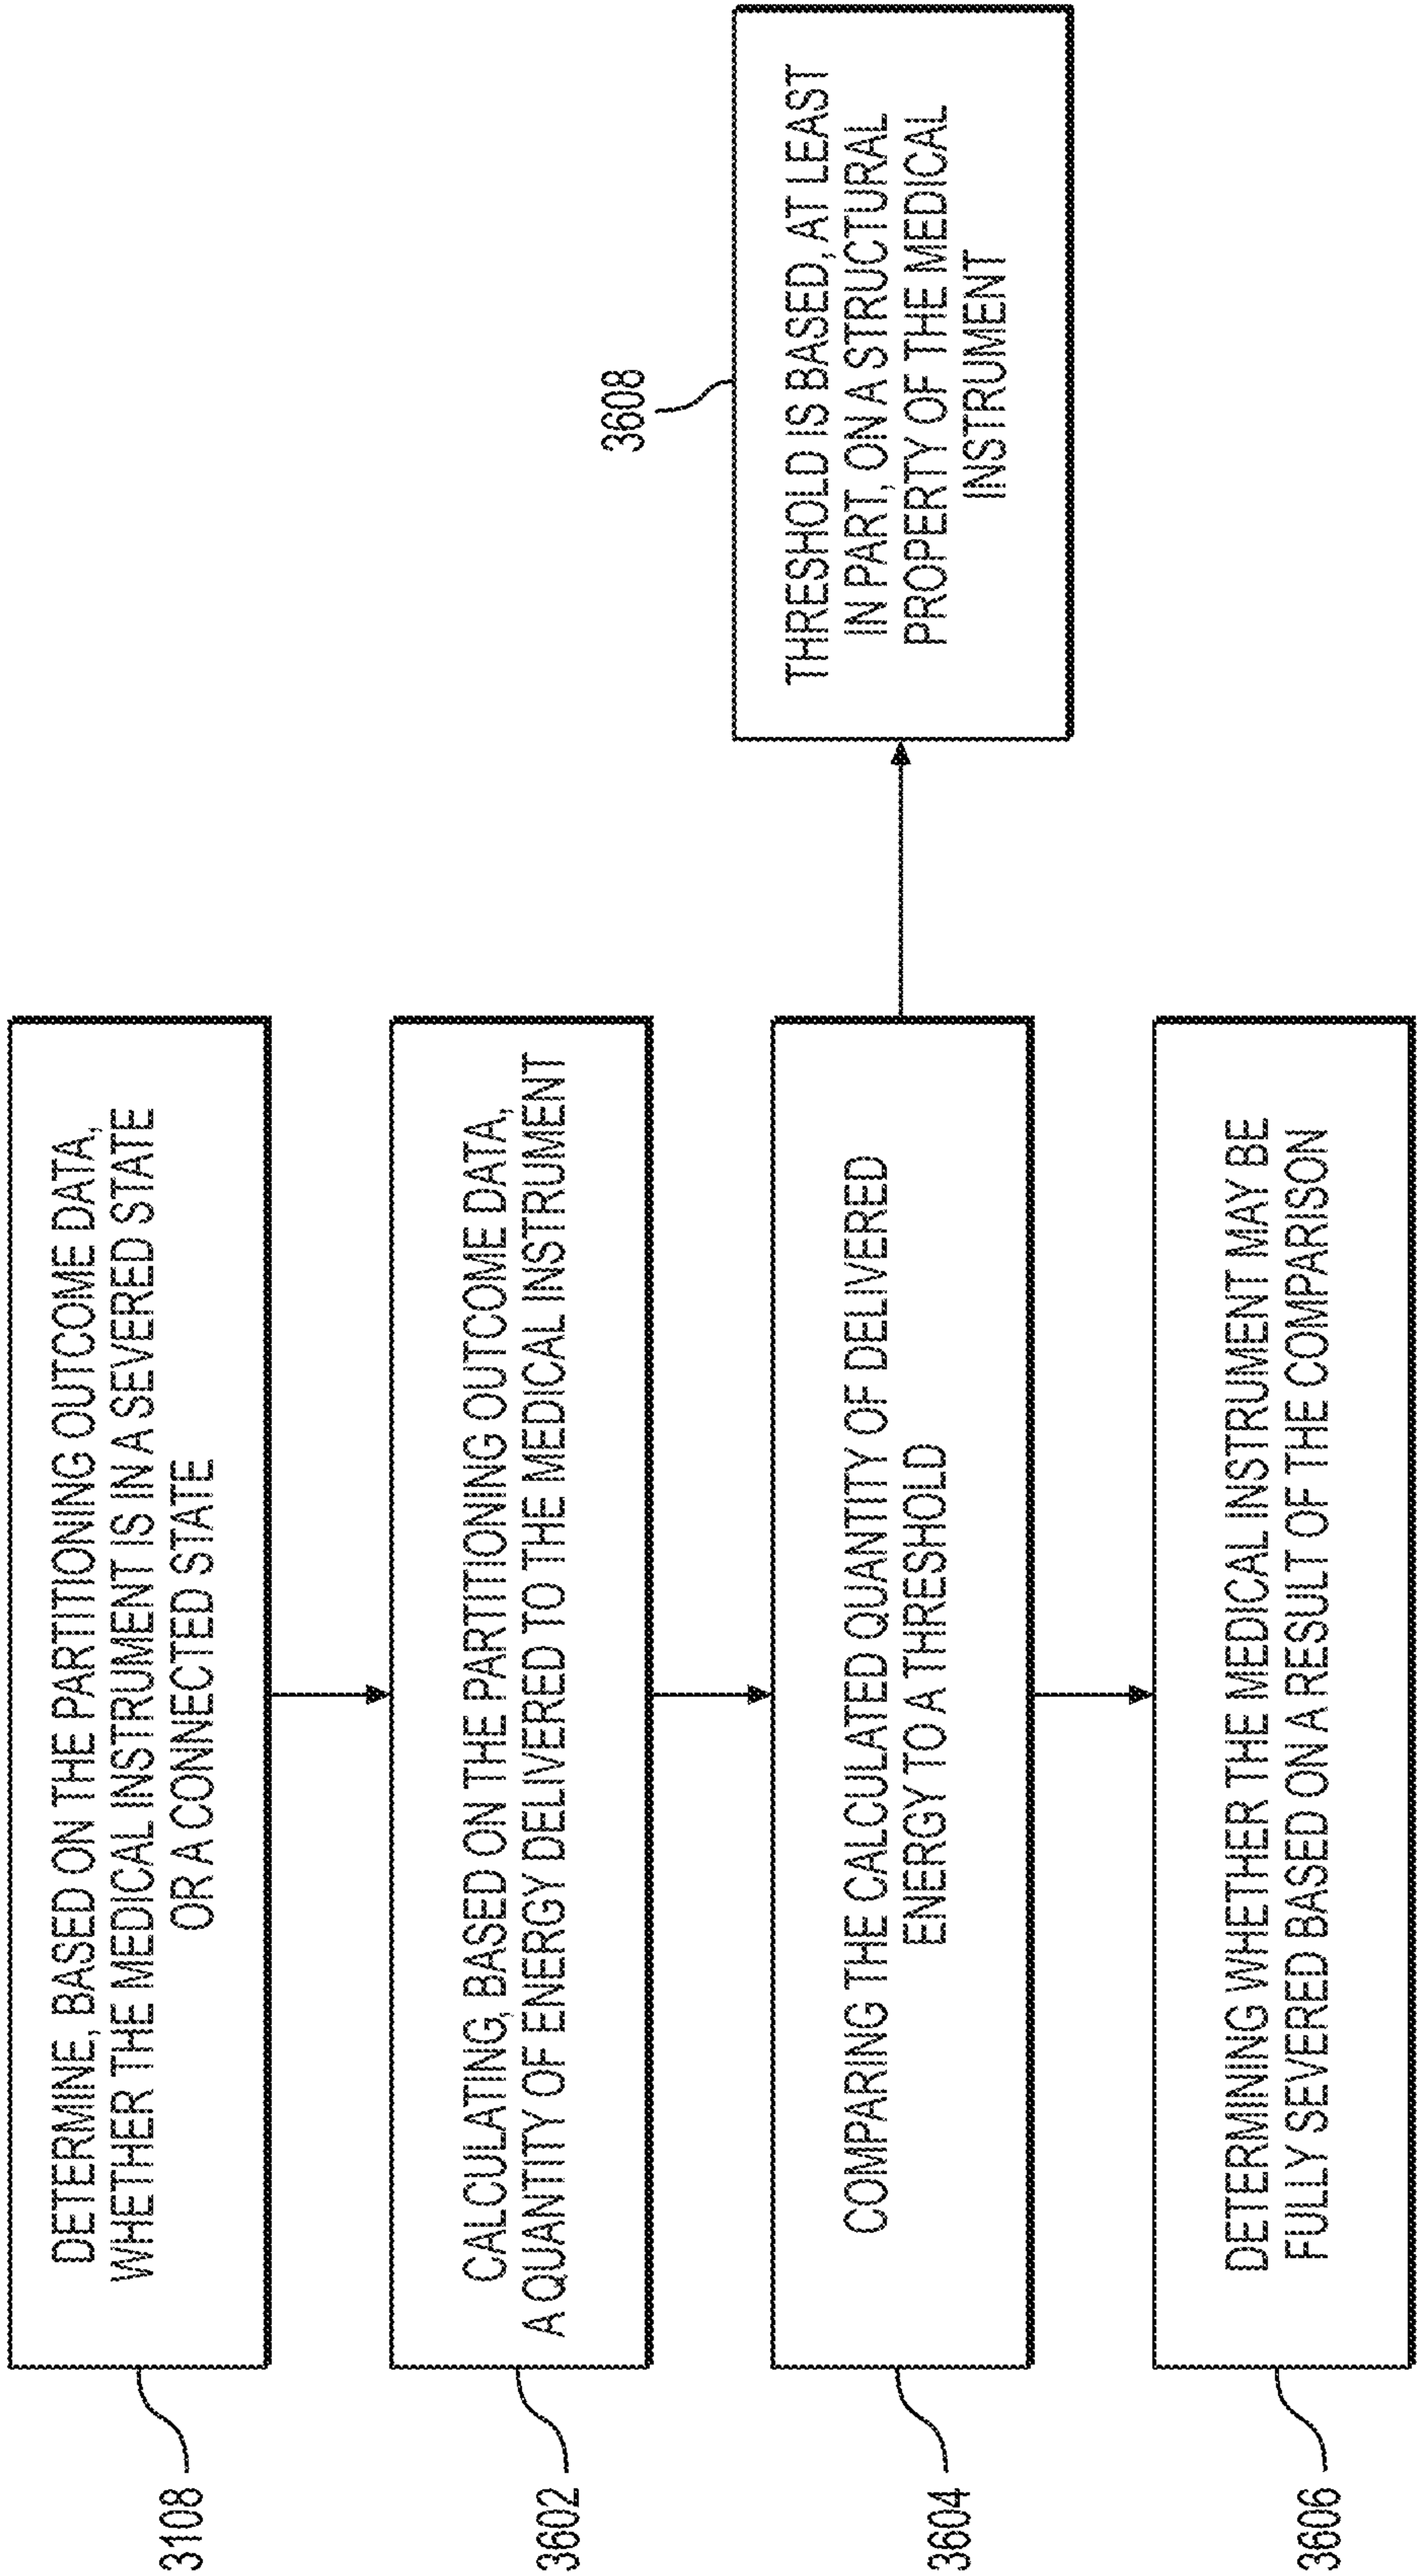 3108
DETERMINE, BASED ON THE PARTITIONING OUTCOME DATA,
WHETHER THE MEDICAL INSTRUMENT IS IN A SEVERED STATE
OR A CONNECTED STATE
3602
CALCULATING, BASED ON THE PARTITIONING OUTCOME DATA,
A QUANTITY OF ENERGY DELIVERED TO THE MEDICAL INSTRUMENT
3604
COMPARING THE CALCULATED QUANTITY OF DELIVERED
ENERGY TO A THRESHOLD
3608
THRESHOLD IS BASED, AT LEAST
IN PART, ON A STRUCTURAL
PROPERTY OF THE MEDICAL
INSTRUMENT
3606
DETERMINING WHETHER THE MEDICAL INSTRUMENT MAY BE
FULLY SEVERED BASED ON A RESULT OF THE COMPARISON